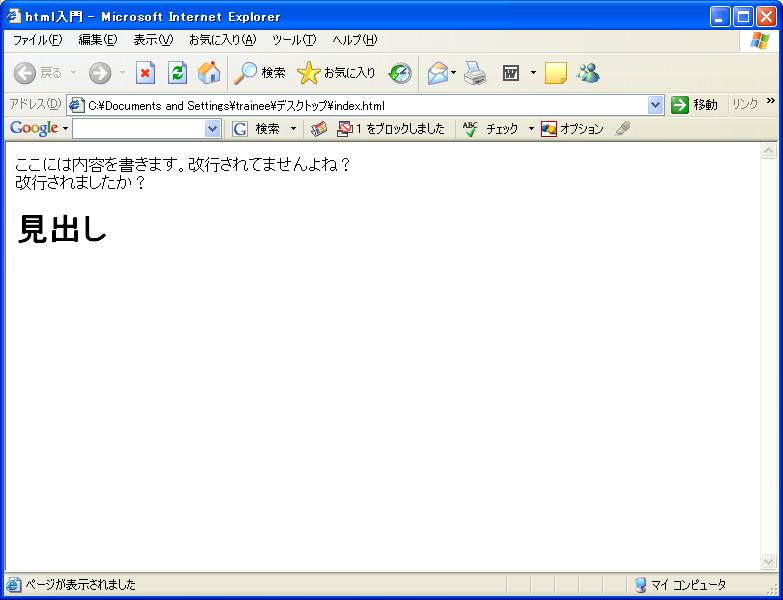 html入門 - Microsoft Internet Explorer
ファイル(F) 編集(E) 表示(V) お気に入り(A) ツール(T) ヘルプ(H)
戻る 検索 お気に入り W
アドレス(D) C:¥Documents and Settings¥trainee¥デスクトップ¥index.html 移動 リンク »
Google G 検索 1 をブロックしました ABC チェック オプション
ここには内容を書きます。改行されてませんよね？
改行されましたか？
見出し
ページが表示されました マイ コンピュータ